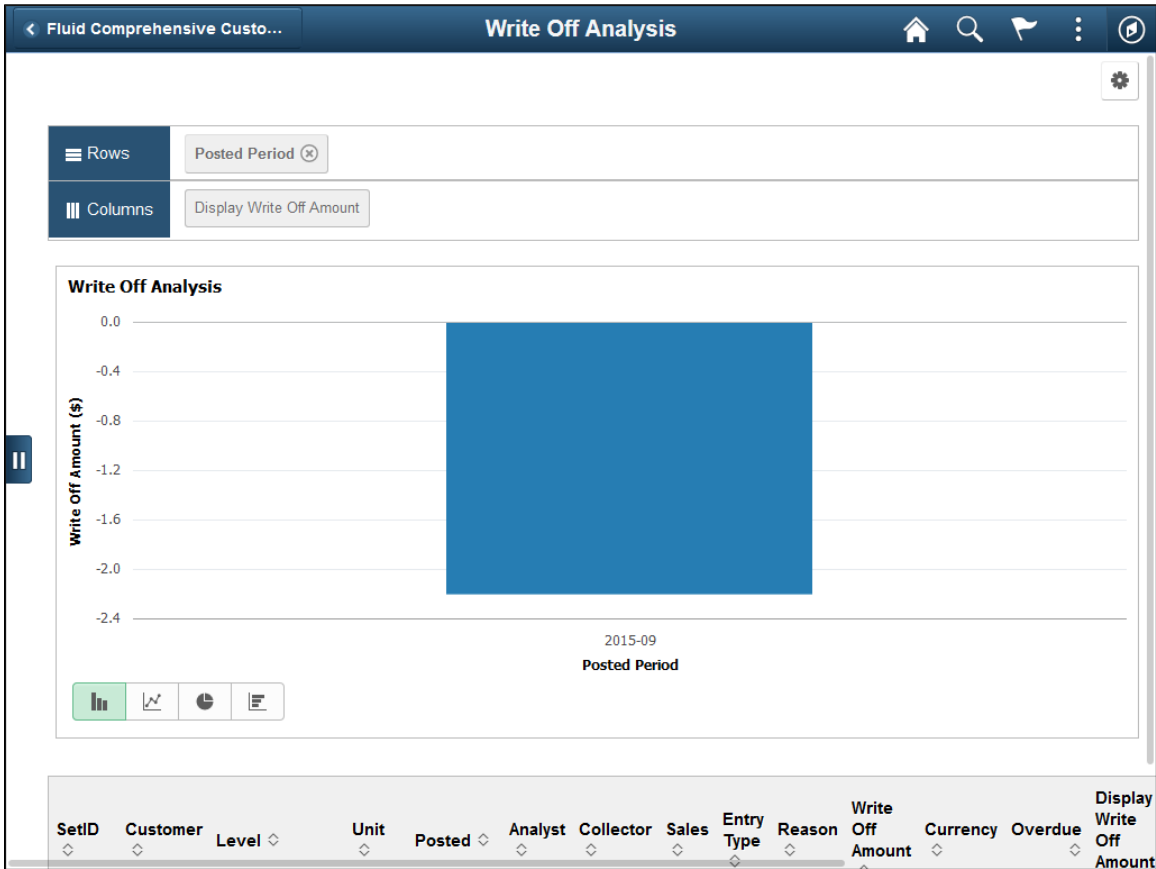 Fluid Comprehensive Custo...
Write Off Analysis
Rows
Posted Period
Columns
Display Write Off Amount
Write Off Analysis
0.0
-0.4
-0.8
-1.2
-1.6
-2.0
-2.4
Write Off Amount ($)
2015-09
Posted Period
SetID
Customer
Level
Unit
Posted
Analyst
Collector
Sales
Entry
Type
Reason
Write
Off
Amount
Currency
Overdue
Display
Write
Off
Amount